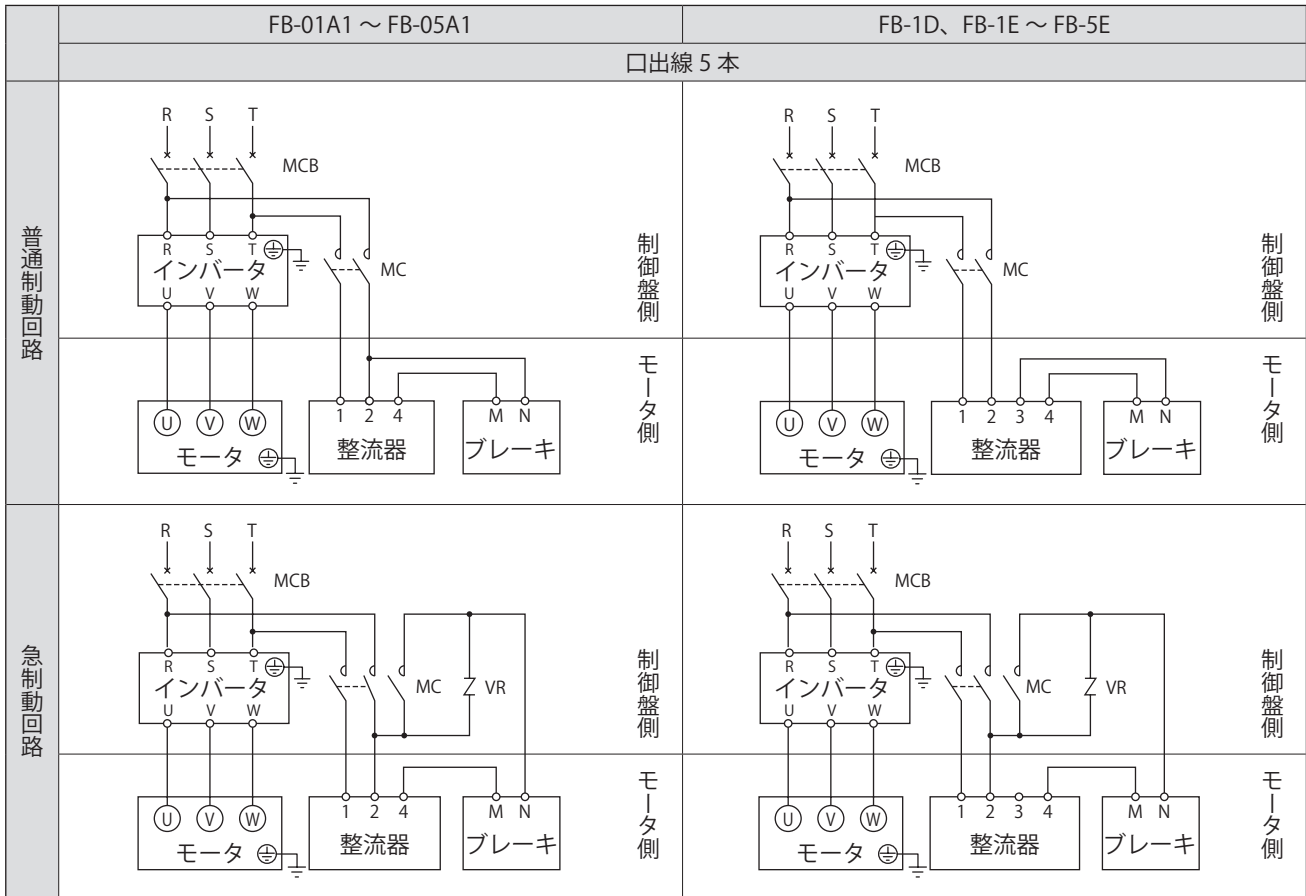 FB-01A1 ～ FB-05A1
FB-1D、FB-1E ～ FB-5E
口出線 5 本
普通制動回路
R S T
MCB
R S T
インバータ
U V W
MC
制御盤側
U V W
モータ
1 2 4
整流器
M N
ブレーキ
モータ側
R S T
MCB
R S T
インバータ
U V W
MC
制御盤側
U V W
モータ
1 2 3 4
整流器
M N
ブレーキ
モータ側
急制動回路
R S T
MCB
R S T
インバータ
U V W
MC
VR
制御盤側
U V W
モータ
1 2 4
整流器
M N
ブレーキ
モータ側
R S T
MCB
R S T
インバータ
U V W
MC
VR
制御盤側
U V W
モータ
1 2 3 4
整流器
M N
ブレーキ
モータ側